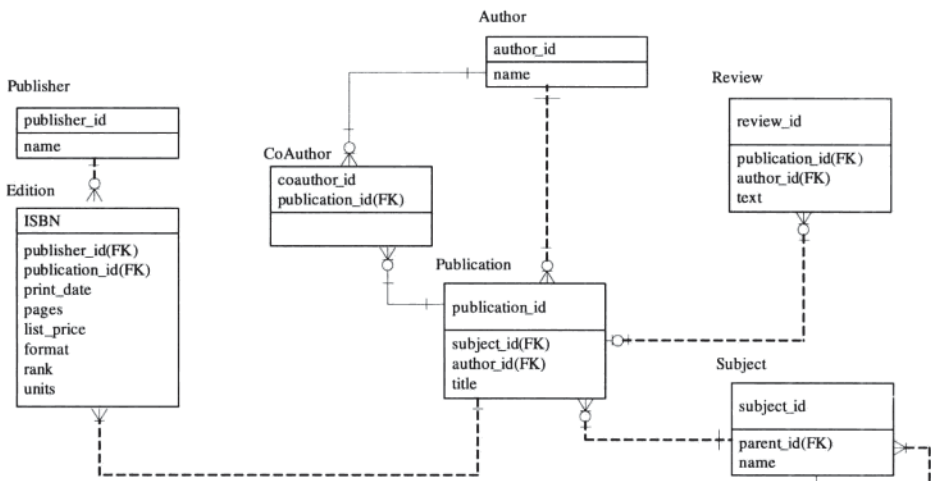 Author
author_id
name
Publisher
publisher_id
name
Review
review_id
publication_id(FK)
author_id(FK)
text
CoAuthor
coauthor_id
publication_id(FK)
Edition
ISBN
publisher_id(FK)
publication_id(FK)
print_date
pages
list_price
format
rank
units
Publication
publication_id
subject_id(FK)
author_id(FK)
title
Subject
subject_id
parent_id(FK)
name